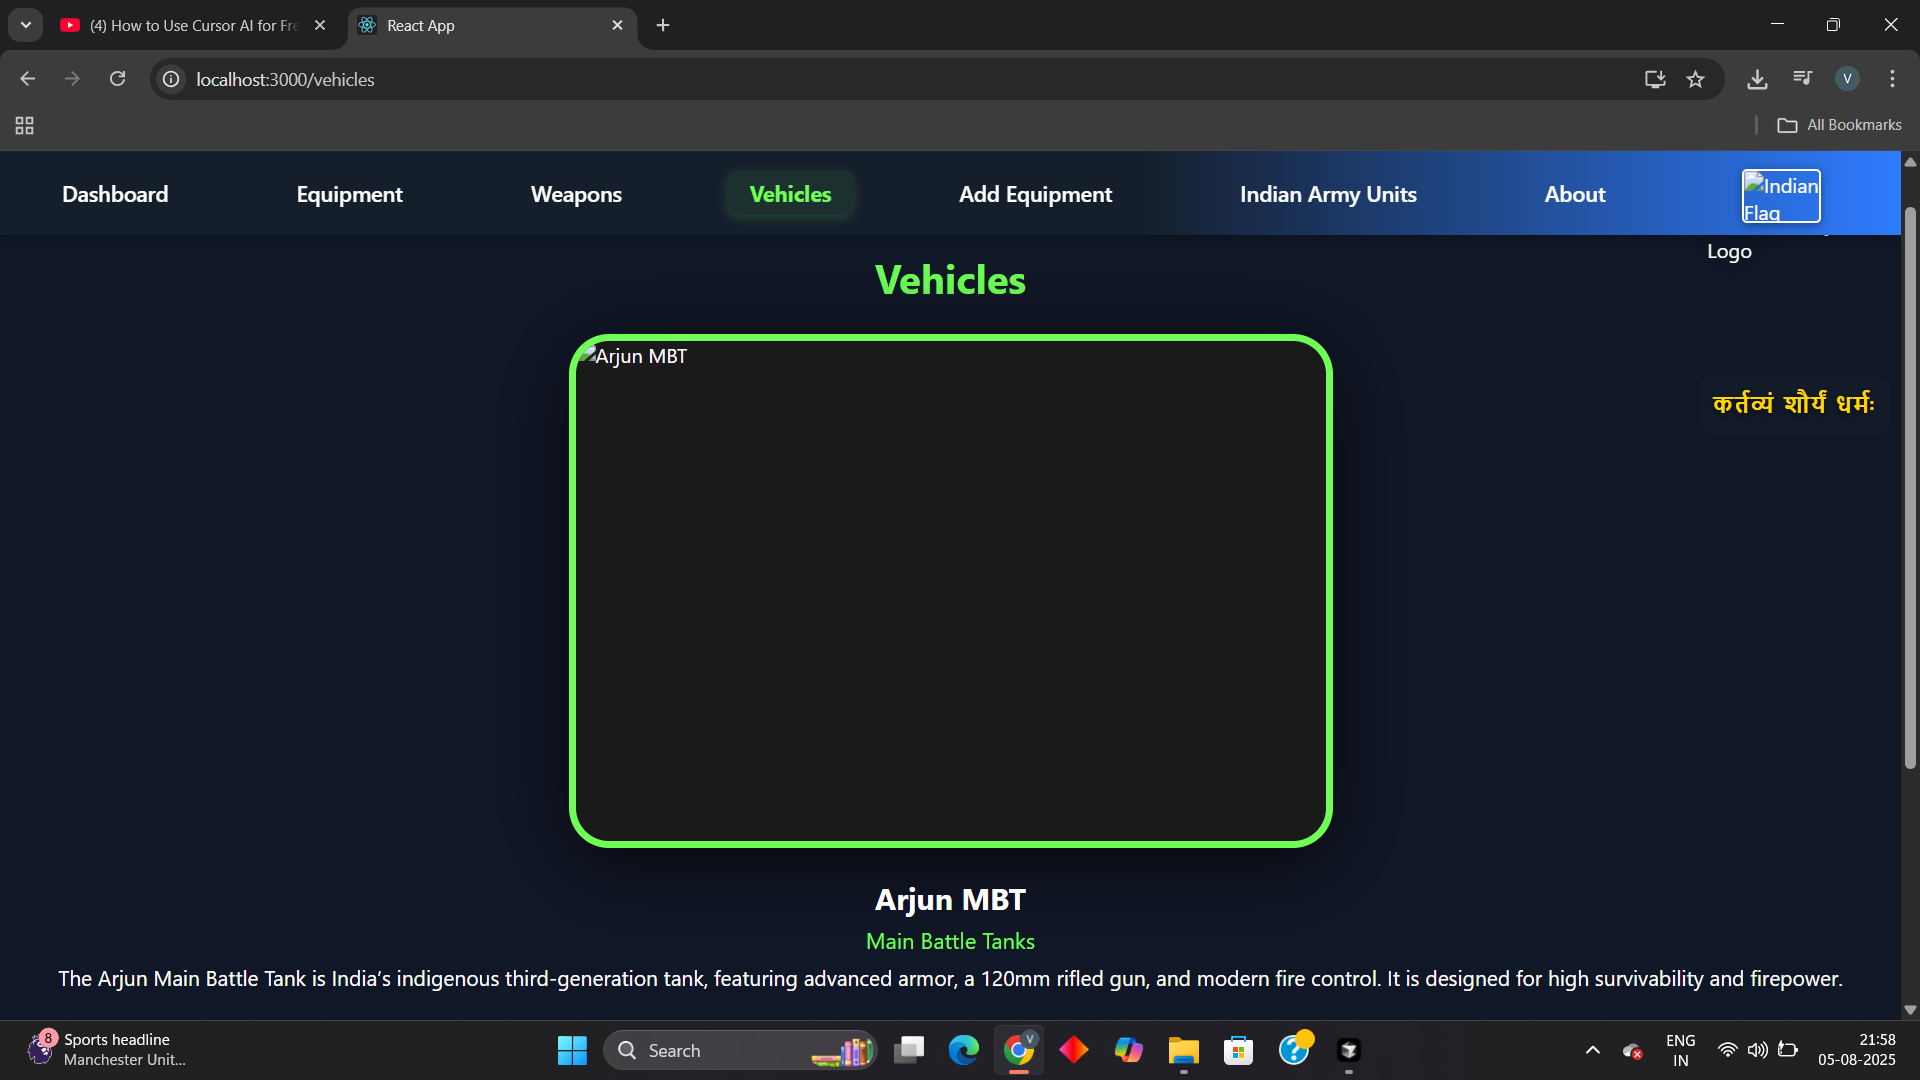 (4) How to Use Cursor AI for Fre
React App
localhost:3000/vehicles
All Bookmarks
V
Dashboard
Equipment
Weapons
Vehicles
Add Equipment
Indian Army Units
About
Indian
Flag
Logo
Vehicles
Arjun MBT
कर्तव्यं शौर्यं धर्मः
Arjun MBT
Main Battle Tanks
The Arjun Main Battle Tank is India's indigenous third-generation tank, featuring advanced armor, a 120mm rifled gun, and modern fire control. It is designed for high survivability and firepower.
8
Sports headline
Manchester Unit...
Search
V
ENG
IN
21:58
05-08-2025